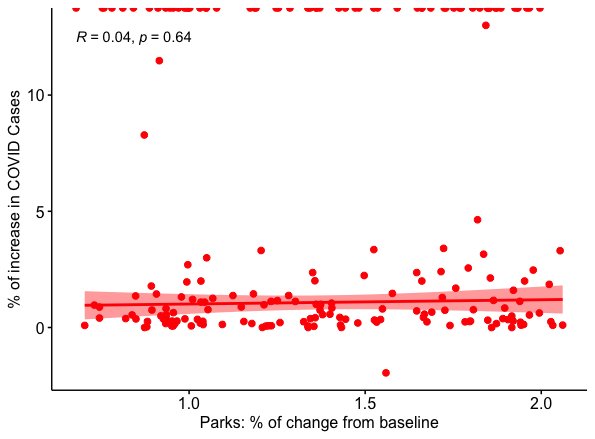 R = 0.04, p = 0.64
% of increase in COVID Cases
10
5
0
1.0 1.5 2.0
Parks: % of change from baseline